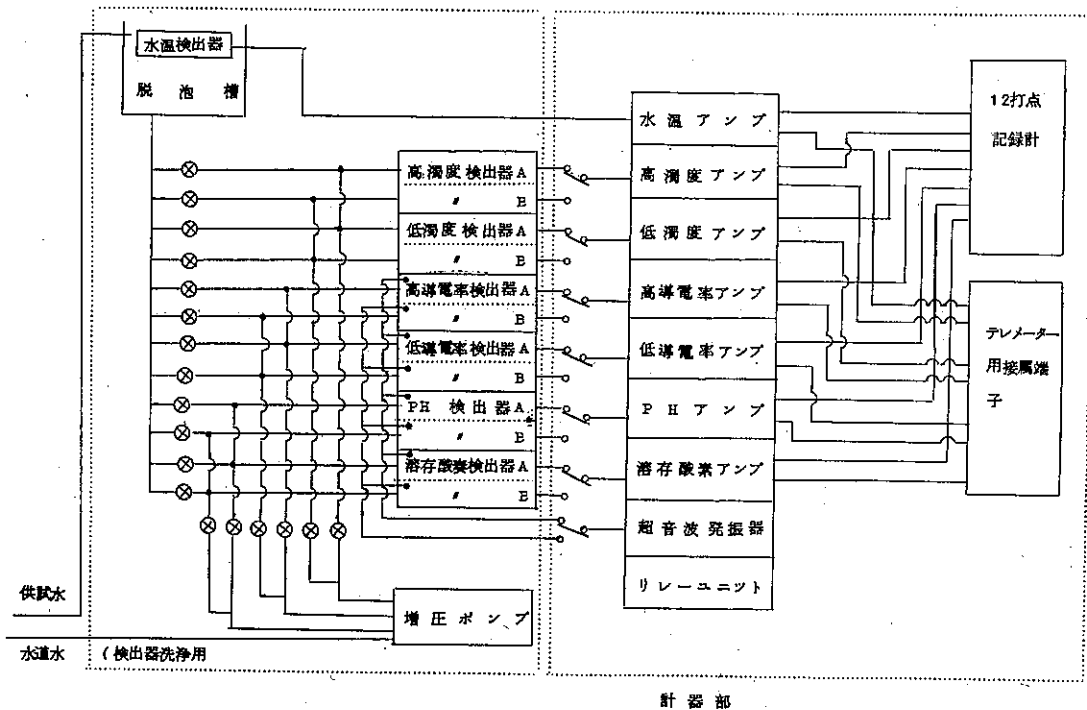 水温検出器
脱泡槽
高濁度検出器A
〃 B
低濁度検出器A
〃 B
高導電率検出器A
〃 B
低導電率検出器A
〃 B
PH 検出器A
〃 B
溶存酸素検出器A
〃 B
増圧ポンプ
供試水
水道水 (検出器洗浄用
水温アンプ
高濁度アンプ
低濁度アンプ
高導電率アンプ
低導電率アンプ
PHアンプ
溶存酸素アンプ
超音波発振器
リレーユニット
12打点
記録計
テレメーター
用接属端
子
計器部